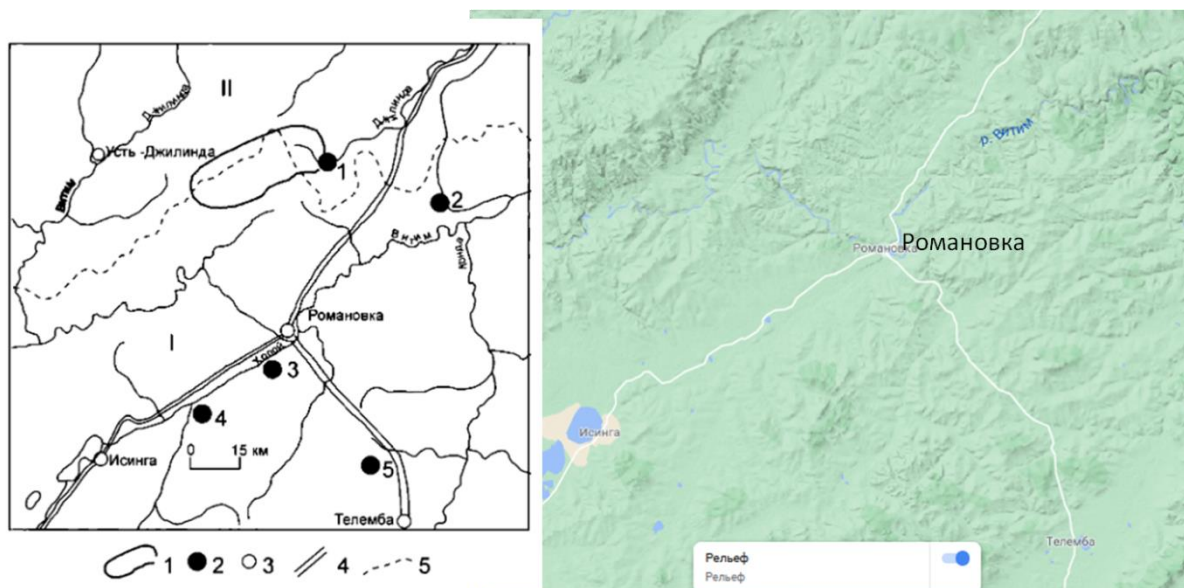 II
Джилинда
Джилинда
Усть-Джилинда
1
Витим
2
Витим
Романовка
I
Холой
3
4
0 15 км
Исинга
5
Телемба
1 2 3 4 5
р. Витим
Романовка
Романовка
Исинга
Телемба
Рельеф
Рельеф